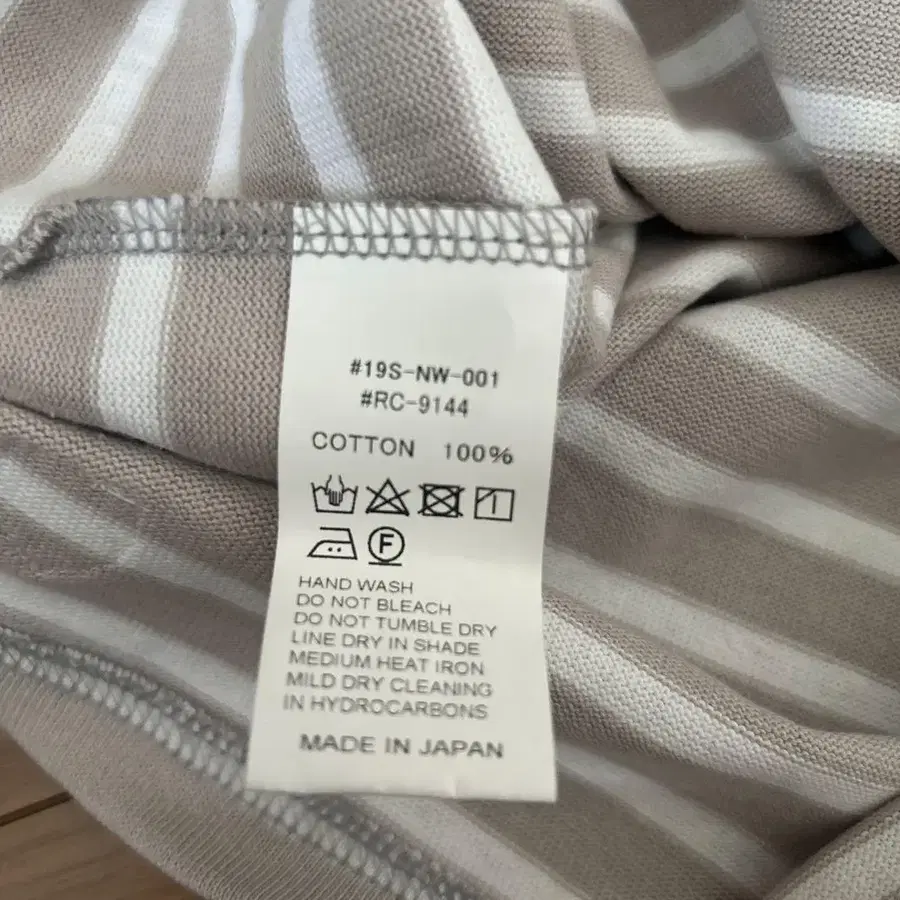 #19S-NW-001
#RC-9144
COTTON 100%
F
HAND WASH
DO NOT BLEACH
DO NOT TUMBLE DRY
LINE DRY IN SHADE
MEDIUM HEAT IRON
MILD DRY CLEANING
IN HYDROCARBONS
MADE IN JAPAN